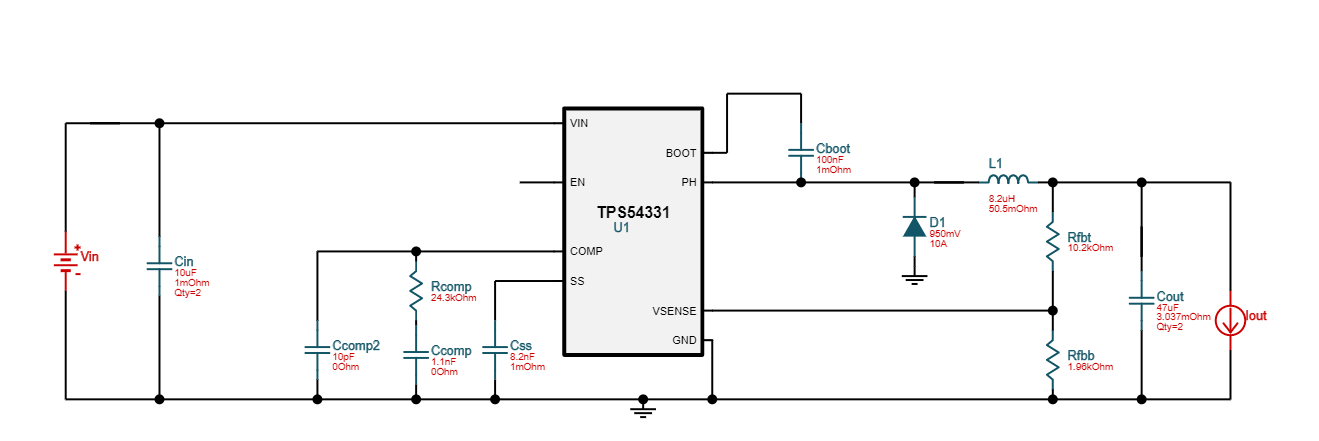 VIN
BOOT
EN
PH
TPS54331
U1
COMP
SS
VSENSE
GND
+
Vin
-
Cin
10uF
1mOhm
Qty=2
Ccomp2
10pF
0Ohm
Rcomp
24.3kOhm
Ccomp
1.1nF
0Ohm
Css
8.2nF
1mOhm
Cboot
100nF
1mOhm
D1
950mV
10A
L1
8.2uH
50.5mOhm
Rfbt
10.2kOhm
Rfbb
1.96kOhm
Cout
47uF
3.037mOhm
Qty=2
Iout